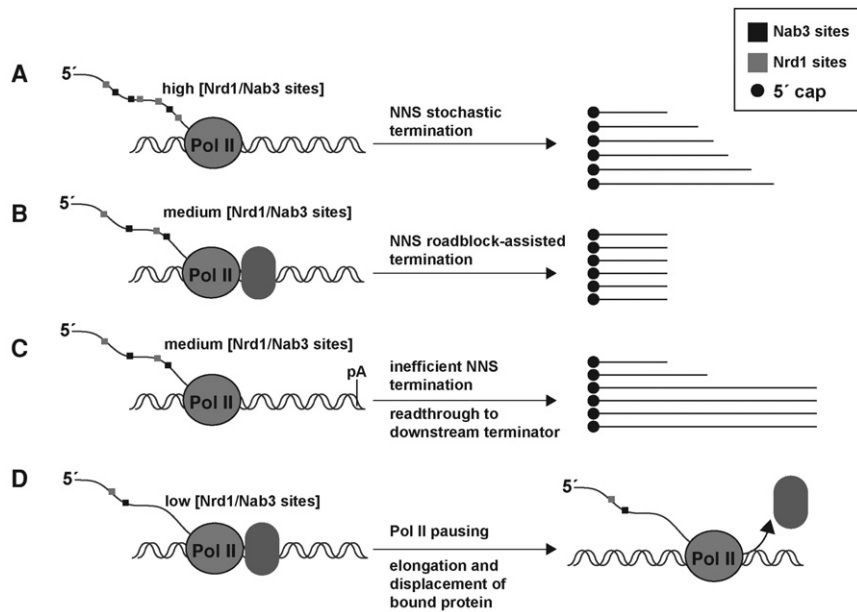 Nab3 sites
Nrd1 sites
5´ cap
A
5´
high [Nrd1/Nab3 sites]
Pol II
NNS stochastic
termination
B
5´
medium [Nrd1/Nab3 sites]
Pol II
NNS roadblock-assisted
termination
C
5´
medium [Nrd1/Nab3 sites]
Pol II
pA
inefficient NNS
termination
readthrough to
downstream terminator
D
5´
low [Nrd1/Nab3 sites]
Pol II
Pol II pausing
elongation and
displacement of
bound protein
5´
Pol II